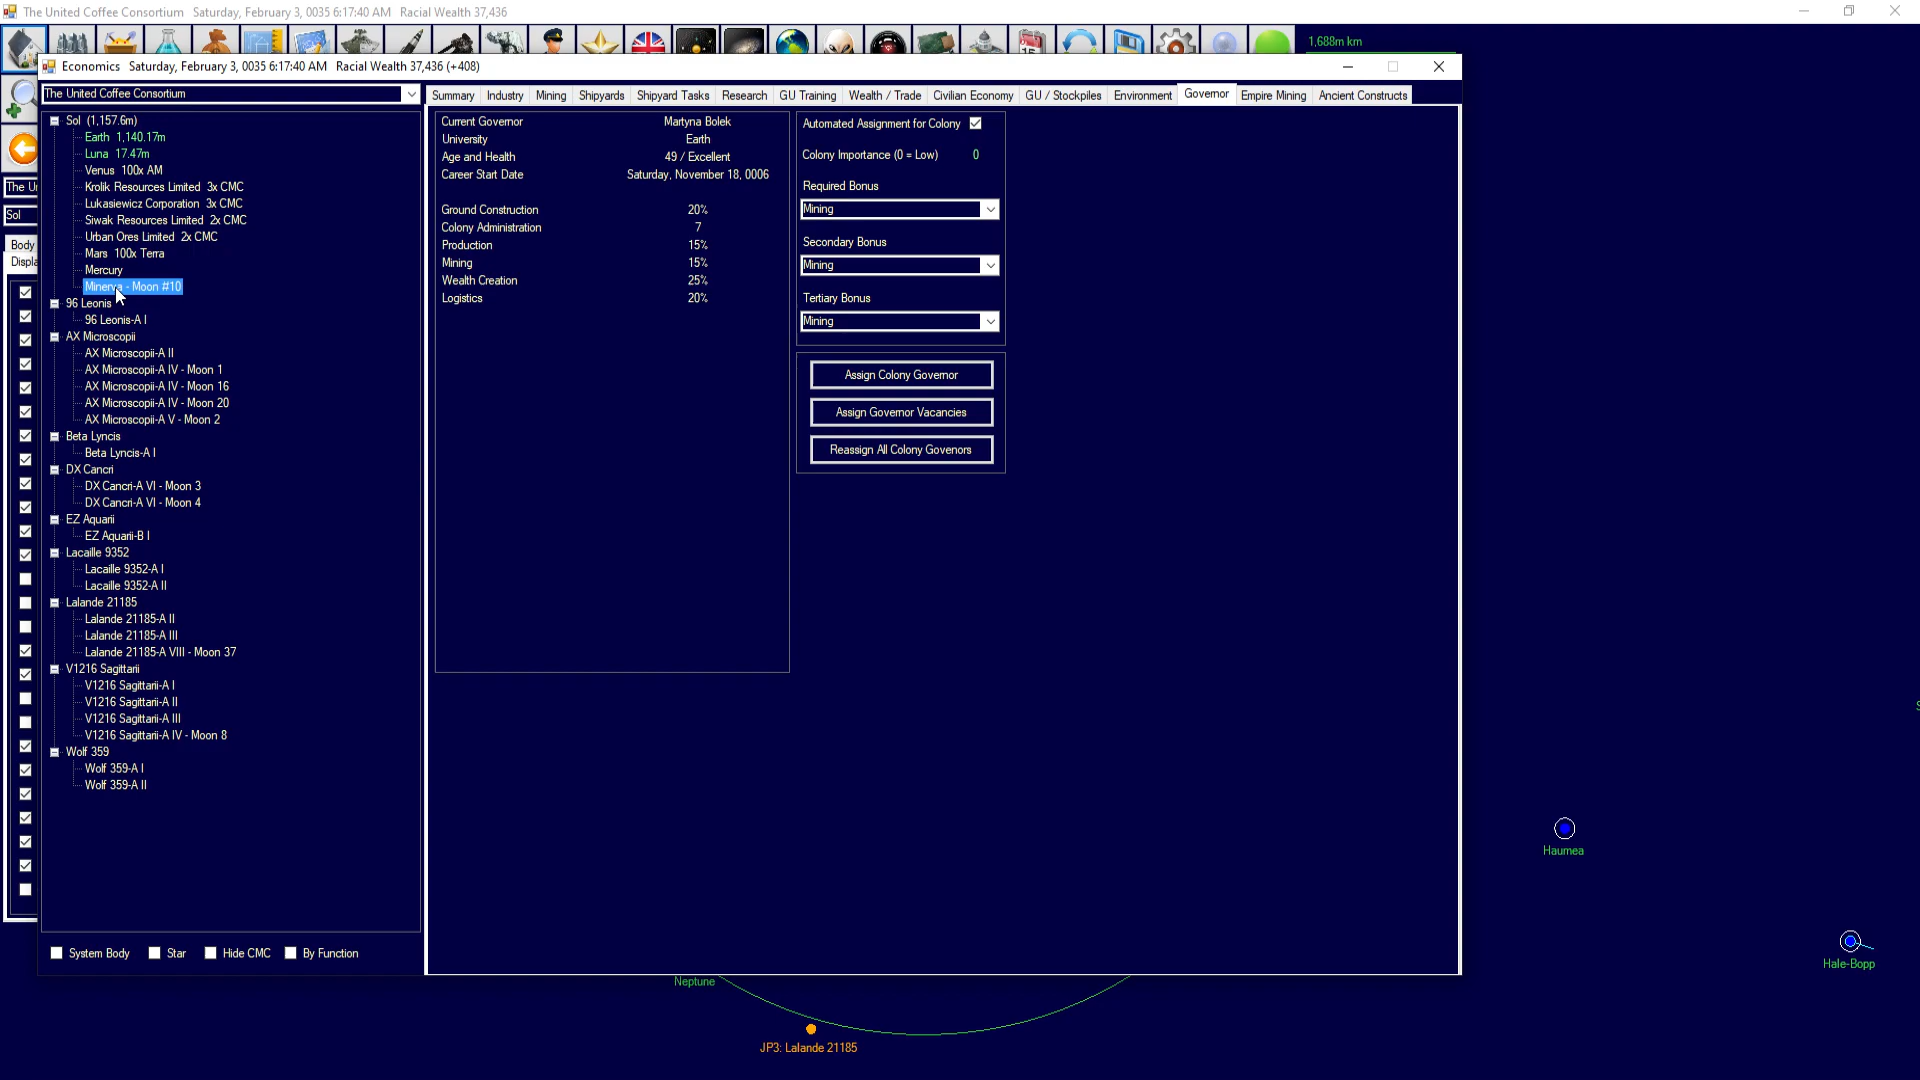 The United Coffee Consortium Saturday, February 3, 0035 6:17:40 AM Racial Wealth 37,436
1,688m km
Economics Saturday, February 3, 0035 6:17:40 AM Racial Wealth 37,436 (+408)
The United Coffee Consortium
Summary Industry Mining Shipyards Shipyard Tasks Research GU Training Wealth / Trade Civilian Economy GU / Stockpiles Environment Governor Empire Mining Ancient Constructs
Sol (1,157.6m)
Earth 1,140.17m
Luna 17.47m
Venus 100x AM
Krolik Resources Limited 3x CMC
Lukasiewicz Corporation 3x CMC
Siwak Resources Limited 2x CMC
Urban Ores Limited 2x CMC
Mars 100x Terra
Mercury
Minerva - Moon #10
96 Leonis
96 Leonis-A I
AX Microscopii
AX Microscopii-A II
AX Microscopii-A IV - Moon 1
AX Microscopii-A IV - Moon 16
AX Microscopii-A IV - Moon 20
AX Microscopii-A V - Moon 2
Beta Lyncis
Beta Lyncis-A I
DX Cancri
DX Cancri-A VI - Moon 3
DX Cancri-A VI - Moon 4
EZ Aquarii
EZ Aquarii-B I
Lacaille 9352
Lacaille 9352-A I
Lacaille 9352-A II
Lalande 21185
Lalande 21185-A II
Lalande 21185-A III
Lalande 21185-A VIII - Moon 37
V1216 Sagittarii
V1216 Sagittarii-A I
V1216 Sagittarii-A II
V1216 Sagittarii-A III
V1216 Sagittarii-A IV - Moon 8
Wolf 359
Wolf 359-A I
Wolf 359-A II
System Body Star Hide CMC By Function
Current Governor Martyna Bolek
University Earth
Age and Health 49 / Excellent
Career Start Date Saturday, November 18, 0006
Ground Construction 20%
Colony Administration 7
Production 15%
Mining 15%
Wealth Creation 25%
Logistics 20%
Automated Assignment for Colony
Colony Importance (0 = Low) 0
Required Bonus
Mining
Secondary Bonus
Mining
Tertiary Bonus
Mining
Assign Colony Governor
Assign Governor Vacancies
Reassign All Colony Govenors
The Un
Sol
Body
Displa
Haumea
Hale-Bopp
Neptune
JP3: Lalande 21185